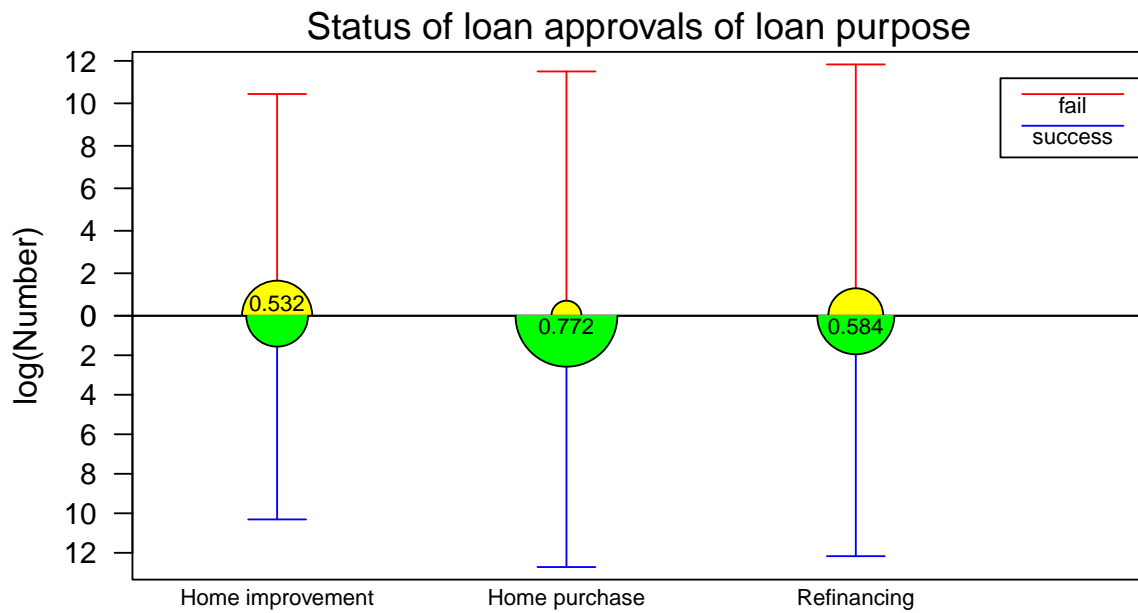 Status of loan approvals of loan purpose
12
10
8
6
4
2
0
0
2
4
6
8
10
12
log(Number)
fail
success
0.532
0.772
0.584
Home improvement
Home purchase
Refinancing